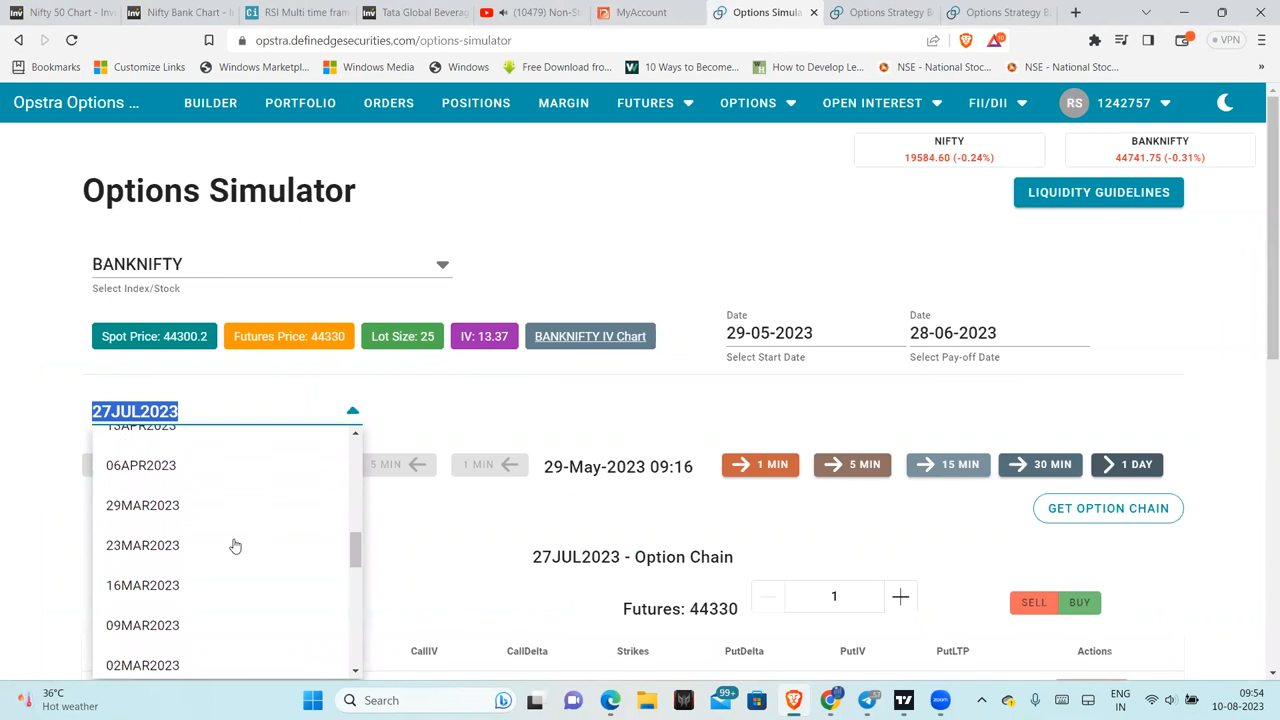 Nifty 50 Chart - In
Nifty Bank Chart - I
RSI Multi time fram
Tata Global Beverag
(10479) Non-St
MyAccount
Options Simula
Options Strategy B
Options Strategy B
opstra.definedgesecurities.com/options-simulator
10
VPN
Bookmarks
Customize Links
Windows Marketpl...
Windows Media
Windows
Free Download fro...
10 Ways to Become...
How to Develop Le...
NSE - National Stoc...
NSE - National Stoc...
»
Opstra Options ...
BUILDER
PORTFOLIO
ORDERS
POSITIONS
MARGIN
FUTURES
OPTIONS
OPEN INTEREST
FII/DII
RS
1242757
NIFTY
19584.60 (-0.24%)
BANKNIFTY
44741.75 (-0.31%)
Options Simulator
LIQUIDITY GUIDELINES
BANKNIFTY
Select Index/Stock
Spot Price: 44300.2
Futures Price: 44330
Lot Size: 25
IV: 13.37
BANKNIFTY IV Chart
Date
29-05-2023
Select Start Date
Date
28-06-2023
Select Pay-off Date
27JUL2023
13APR2023
06APR2023
29MAR2023
23MAR2023
16MAR2023
09MAR2023
02MAR2023
5 MIN
1 MIN
29-May-2023 09:16
1 MIN
5 MIN
15 MIN
30 MIN
1 DAY
GET OPTION CHAIN
27JUL2023 - Option Chain
Futures: 44330
1
SELL
BUY
CallIV
CallDelta
Strikes
PutDelta
PutIV
PutLTP
Actions
36°C
Hot weather
Search
99+
zoom
ENG
IN
09:54
10-08-2023